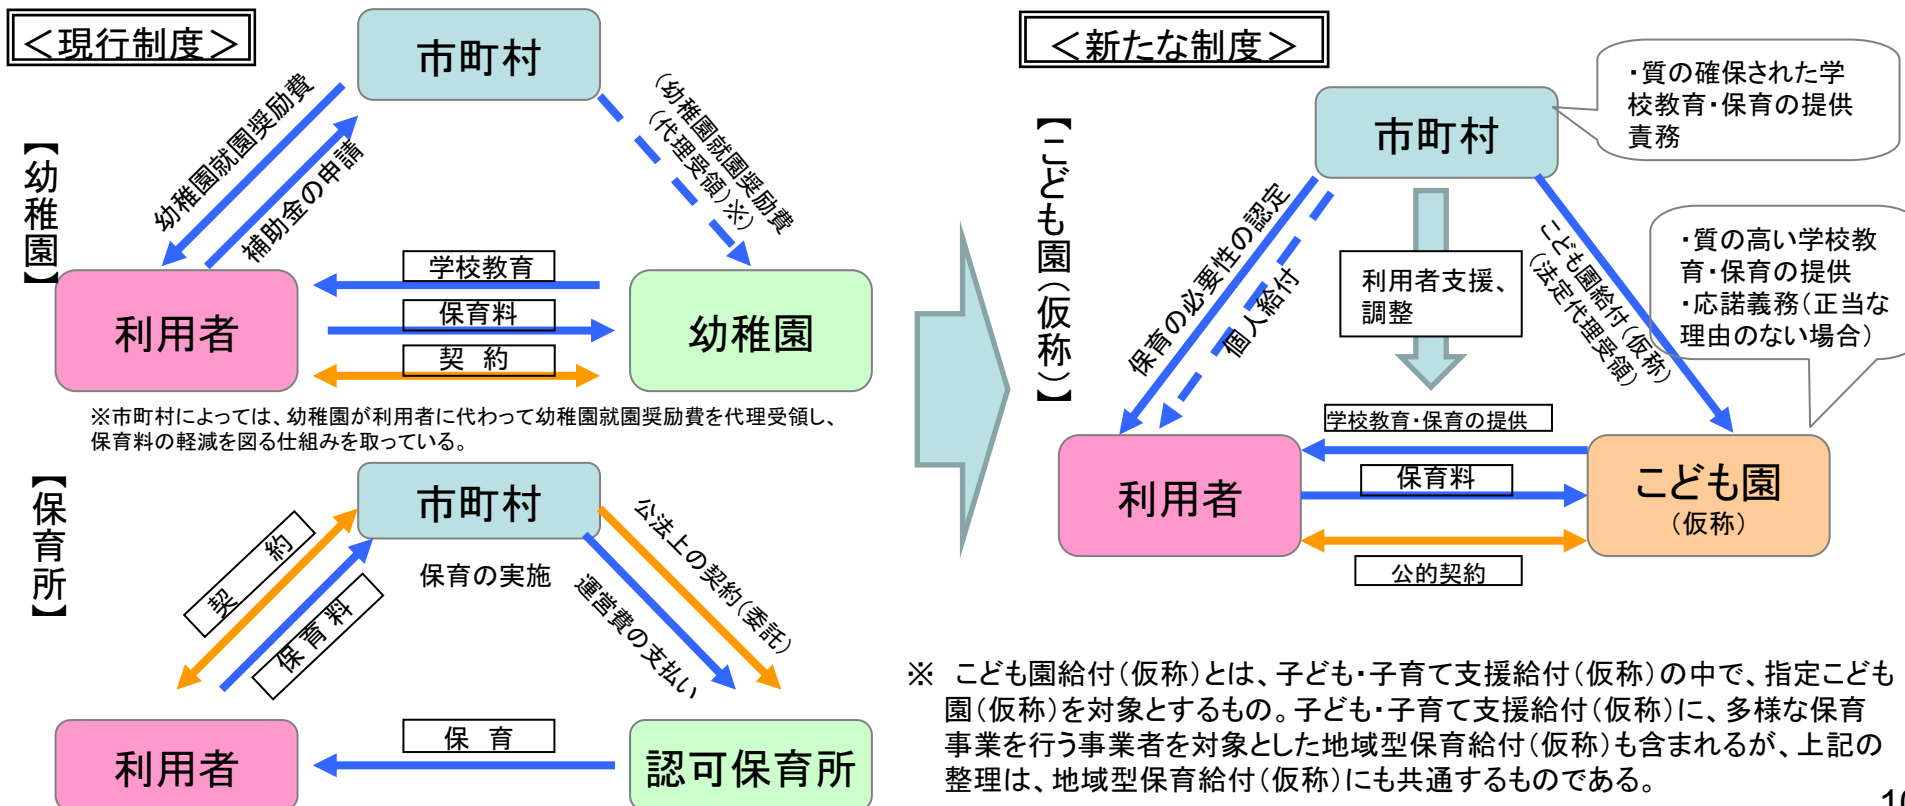 ＜現行制度＞
【幼稚園】
市町村
幼稚園就園奨励費
補助金の申請
(幼稚園就園奨励費
(代理受領)※)
学校教育
保育料
契 約
利用者
幼稚園
※市町村によっては、幼稚園が利用者に代わって幼稚園就園奨励費を代理受領し、
保育料の軽減を図る仕組みを取っている。
【保育所】
市町村
契 約
保育料
保育の実施
運営費の支払い
公法上の契約(委託)
保 育
利用者
認可保育所
＜新たな制度＞
【こども園(仮称)】
市町村
・質の確保された学
校教育・保育の提供
責務
保育の必要性の認定
個人給付
利用者支援、
調整
こども園給付(仮称)
(法定代理受領)
・質の高い学校教
育・保育の提供
・応諾義務(正当な
理由のない場合)
学校教育・保育の提供
保育料
公的契約
利用者
こども園
(仮称)
※ こども園給付(仮称)とは、子ども・子育て支援給付(仮称)の中で、指定こども
園(仮称)を対象とするもの。子ども・子育て支援給付(仮称)に、多様な保育
事業を行う事業者を対象とした地域型保育給付(仮称)も含まれるが、上記の
整理は、地域型保育給付(仮称)にも共通するものである。